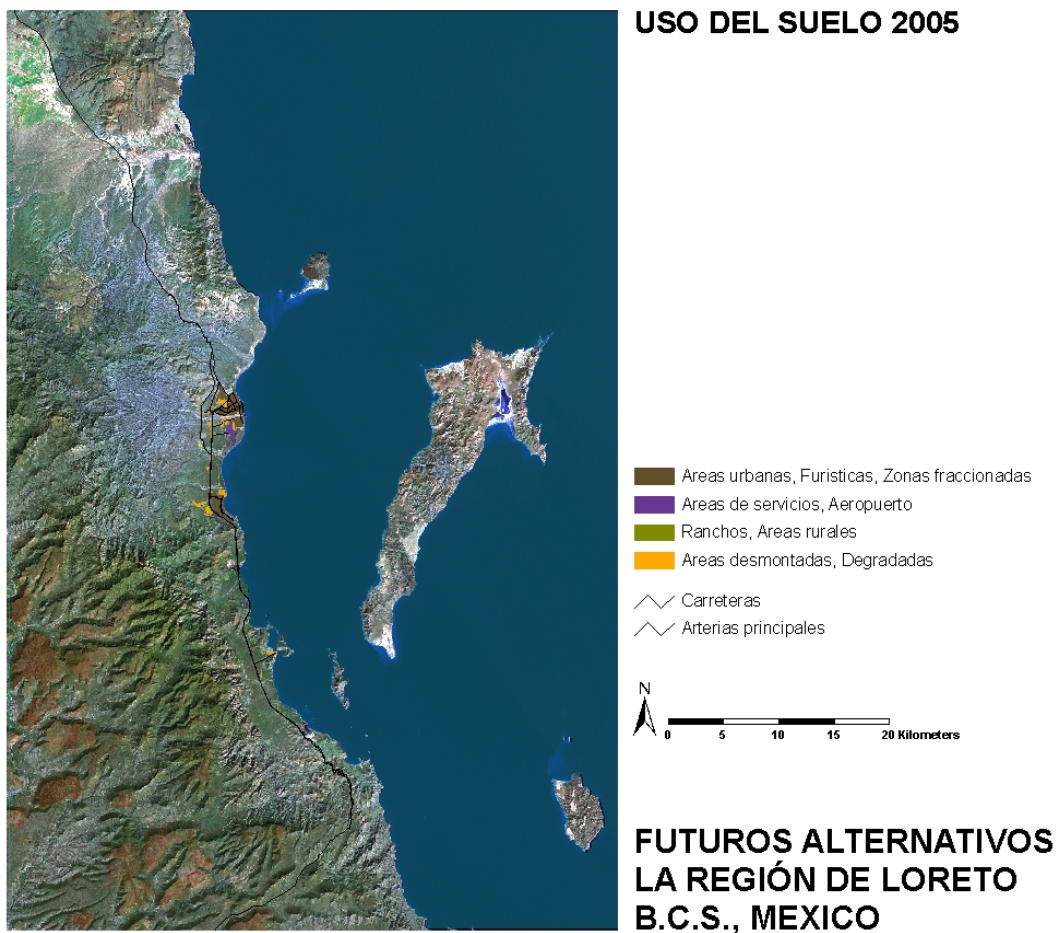 USO DEL SUELO 2005
Areas urbanas, Furisticas, Zonas fraccionadas
Areas de servicios, Aeropuerto
Ranchos, Areas rurales
Areas desmontadas, Degradadas
Carreteras
Arterias principales
N
0 5 10 15 20 Kilometers
FUTUROS ALTERNATIVOS
LA REGIÓN DE LORETO
B.C.S., MEXICO